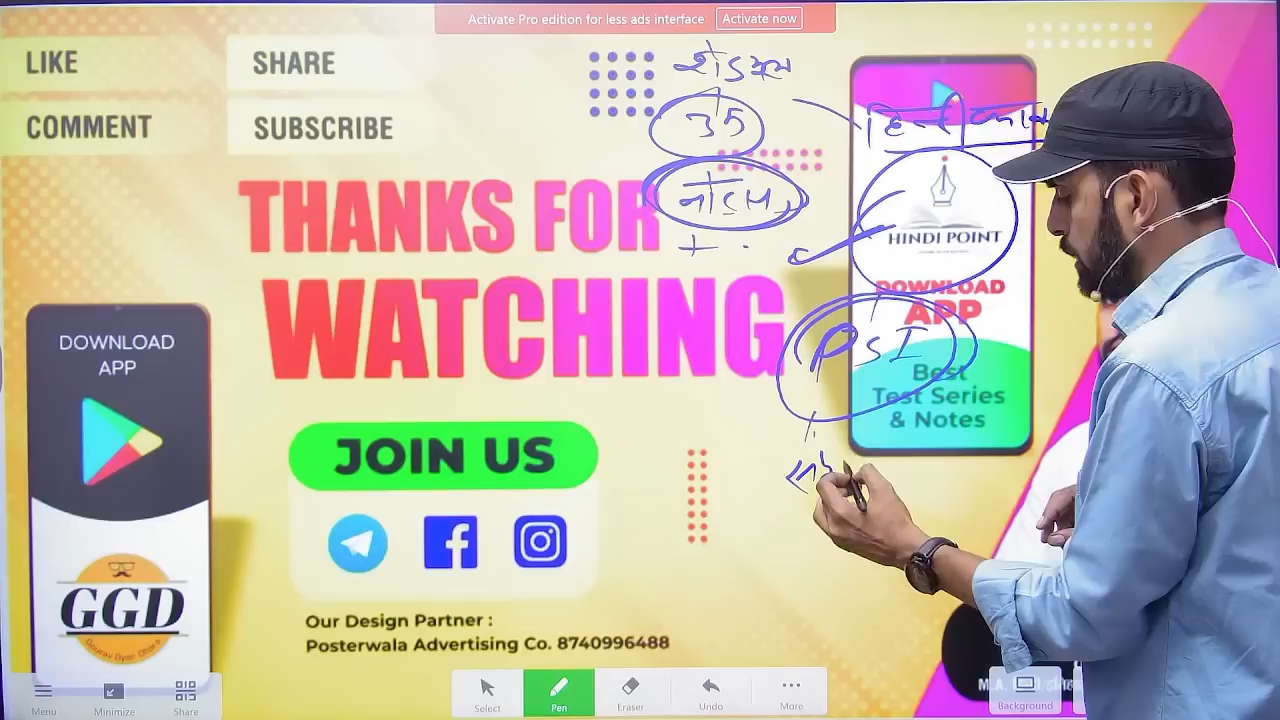 Activate Pro edition for less ads interface Activate now
LIKE SHARE
COMMENT SUBSCRIBE
35
नोट्स
+
HINDI POINT
THANKS FOR
WATCHING
DOWNLOAD
APP
PSI
Best
Test Series
& Notes
DOWNLOAD
APP
JOIN US
GGD
Our Design Partner :
Posterwala Advertising Co. 8740996488
Menu Minimize Share Select Pen Eraser Undo More Background